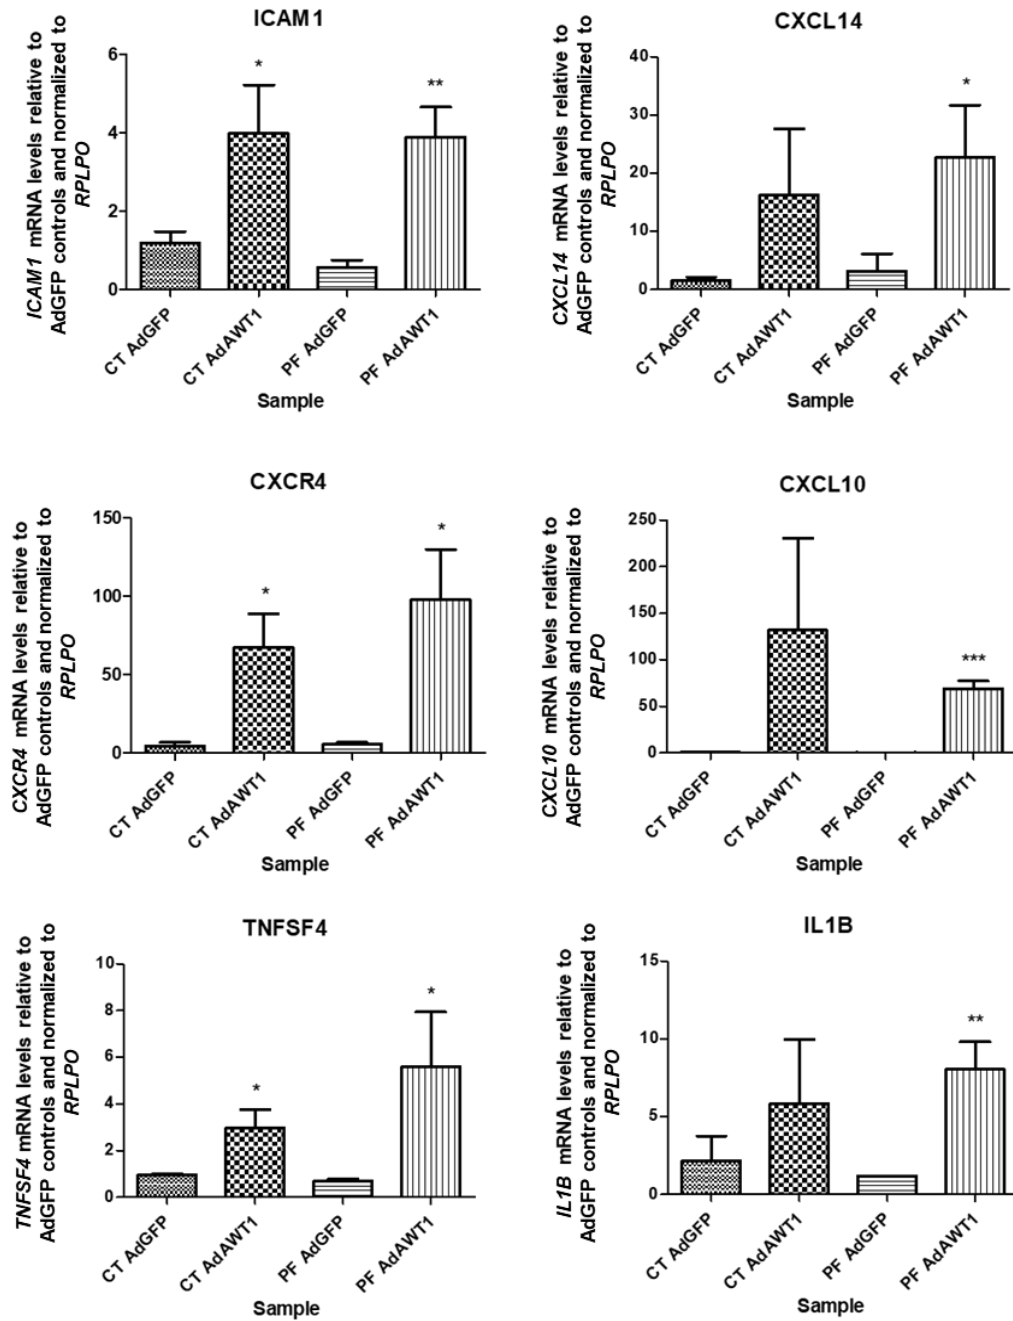 ICAM1
ICAM1 mRNA levels relative to
AdGFP controls and normalized to
RPLPO
6
4
2
0
*
**
CT AdGFP
CT AdAWT1
PF AdGFP
PF AdAWT1
Sample
CXCL14
CXCL14 mRNA levels relative to
AdGFP controls and normalized to
RPLPO
40
30
20
10
0
*
CT AdGFP
CT AdAWT1
PF AdGFP
PF AdAWT1
Sample
CXCR4
CXCR4 mRNA levels relative to
AdGFP controls and normalized to
RPLPO
150
100
50
0
*
*
CT AdGFP
CT AdAWT1
PF AdGFP
PF AdAWT1
Sample
CXCL10
CXCL10 mRNA levels relative to
AdGFP controls and normalized to
RPLPO
250
200
150
100
50
0
***
CT AdGFP
CT AdAWT1
PF AdGFP
PF AdAWT1
Sample
TNFSF4
TNFSF4 mRNA levels relative to
AdGFP controls and normalized to
RPLPO
10
8
6
4
2
0
*
*
CT AdGFP
CT AdAWT1
PF AdGFP
PF AdAWT1
Sample
IL1B
IL1B mRNA levels relative to
AdGFP controls and normalized to
RPLPO
15
10
5
0
**
CT AdGFP
CT AdAWT1
PF AdGFP
PF AdAWT1
Sample